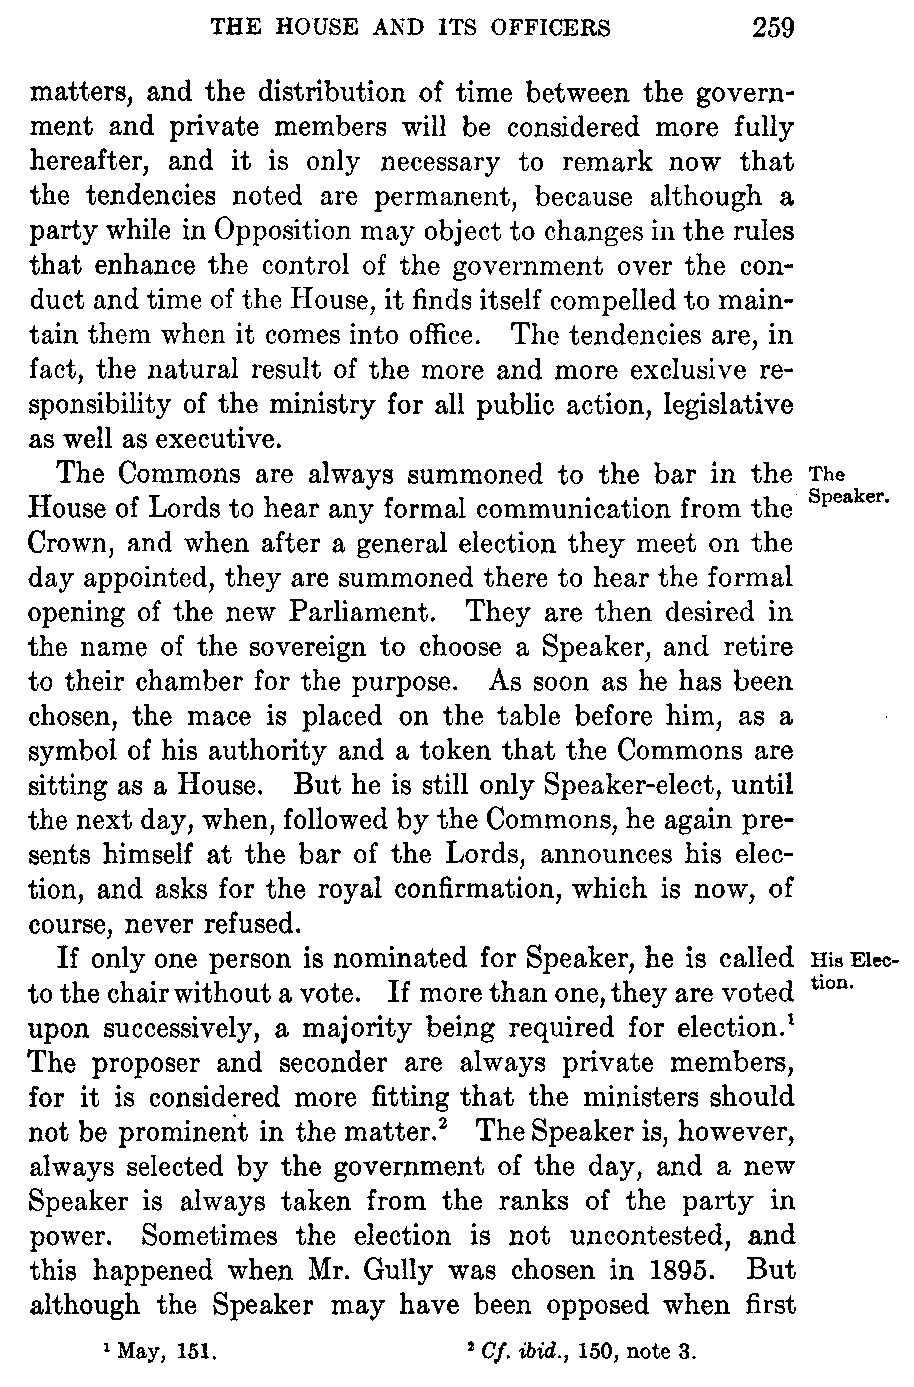 THE HOUSE AND ITS OFFICERS 259
matters, and the distribution of time between the govern-
ment and private members will be considered more fully
hereafter, and it is only necessary to remark now that
the tendencies noted are permanent, because although a
party while in Opposition may object to changes in the rules
that enhance the control of the government over the con-
duct and time of the House, it finds itself compelled to main-
tain them when it comes into office. The tendencies are, in
fact, the natural result of the more and more exclusive re-
sponsibility of the ministry for all public action, legislative
as well as executive.
The Commons are always summoned to the bar in the The
House of Lords to hear any formal communication from the Speaker.
Crown, and when after a general election they meet on the
day appointed, they are summoned there to hear the formal
opening of the new Parliament. They are then desired in
the name of the sovereign to choose a Speaker, and retire
to their chamber for the purpose. As soon as he has been
chosen, the mace is placed on the table before him, as a
symbol of his authority and a token that the Commons are
sitting as a House. But he is still only Speaker-elect, until
the next day, when, followed by the Commons, he again pre-
sents himself at the bar of the Lords, announces his elec-
tion, and asks for the royal confirmation, which is now, of
course, never refused.
If only one person is nominated for Speaker, he is called His Elec-
to the chair without a vote. If more than one, they are voted tion.
upon successively, a majority being required for election.¹
The proposer and seconder are always private members,
for it is considered more fitting that the ministers should
not be prominent in the matter.² The Speaker is, however,
always selected by the government of the day, and a new
Speaker is always taken from the ranks of the party in
power. Sometimes the election is not uncontested, and
this happened when Mr. Gully was chosen in 1895. But
although the Speaker may have been opposed when first
¹ May, 151. ² Cf. ibid., 150, note 3.